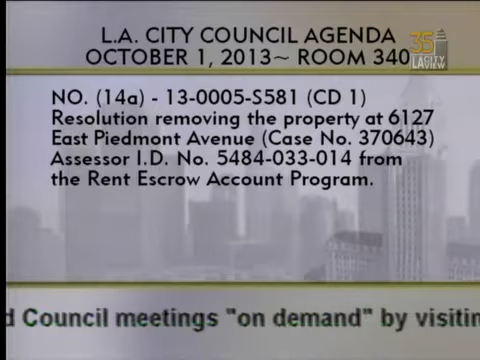 L.A. CITY COUNCIL AGENDA
OCTOBER 1, 2013~ ROOM 340
35
LACITY
VIEW
NO. (14a) - 13-0005-S581 (CD 1)
Resolution removing the property at 6127
East Piedmont Avenue (Case No. 370643)
Assessor I.D. No. 5484-033-014 from
the Rent Escrow Account Program.
d Council meetings "on demand" by visitin